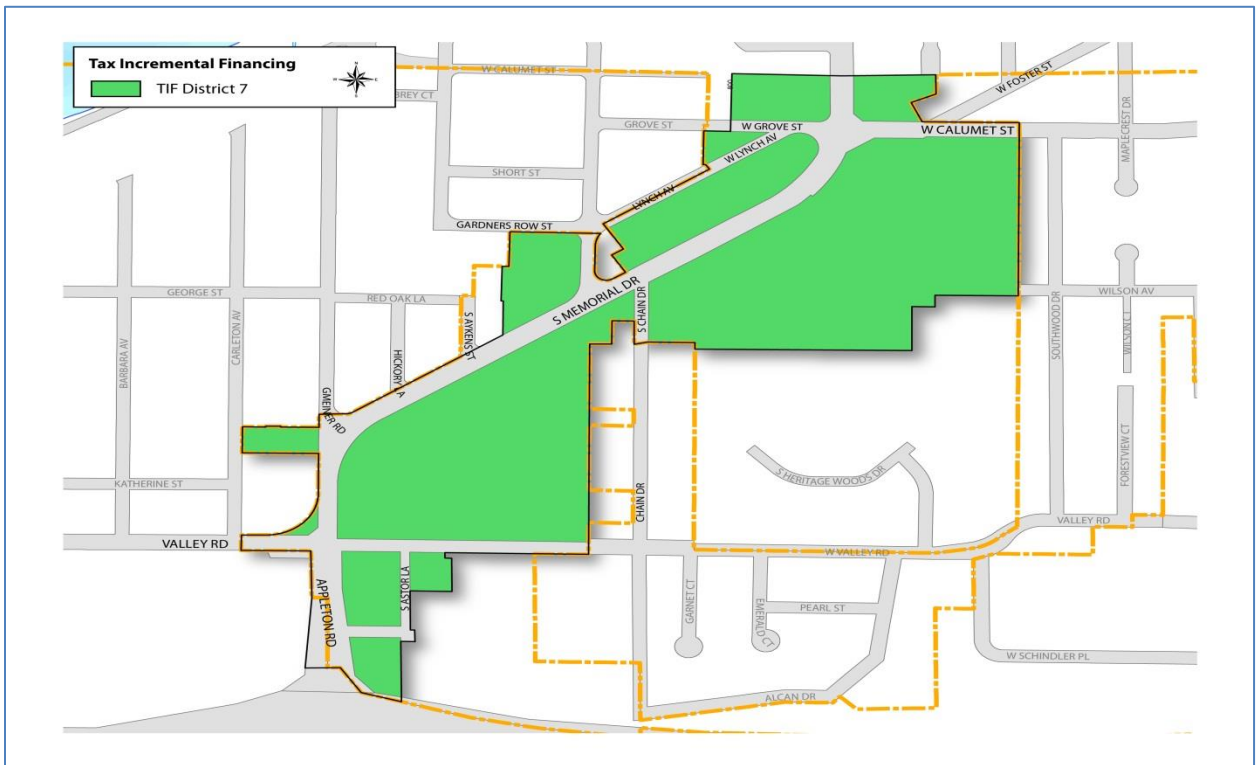 Tax Incremental Financing
TIF District 7
N
W
E
S
W CALUMET ST
BREY CT
GROVE ST
W GROVE ST
W LYNCH AV
W FOSTER ST
W CALUMET ST
MAPLECREST DR
SHORT ST
LYNCH AV
GARDNERS ROW ST
GEORGE ST
RED OAK LA
S AYKENS ST
S MEMORIAL DR
S CHAIN DR
WILSON AV
SOUTHWOOD DR
WILSON CT
BARBARA AV
CARLETON AV
HICKORY LA
GMEINER RD
KATHERINE ST
S HERITAGE WOODS DR
FORESTVIEW CT
CHAIN DR
VALLEY RD
VALLEY RD
W VALLEY RD
APPLETON RD
S ASTOR LA
GARNET CT
EMERALD CT
PEARL ST
W SCHINDLER PL
ALCAN DR